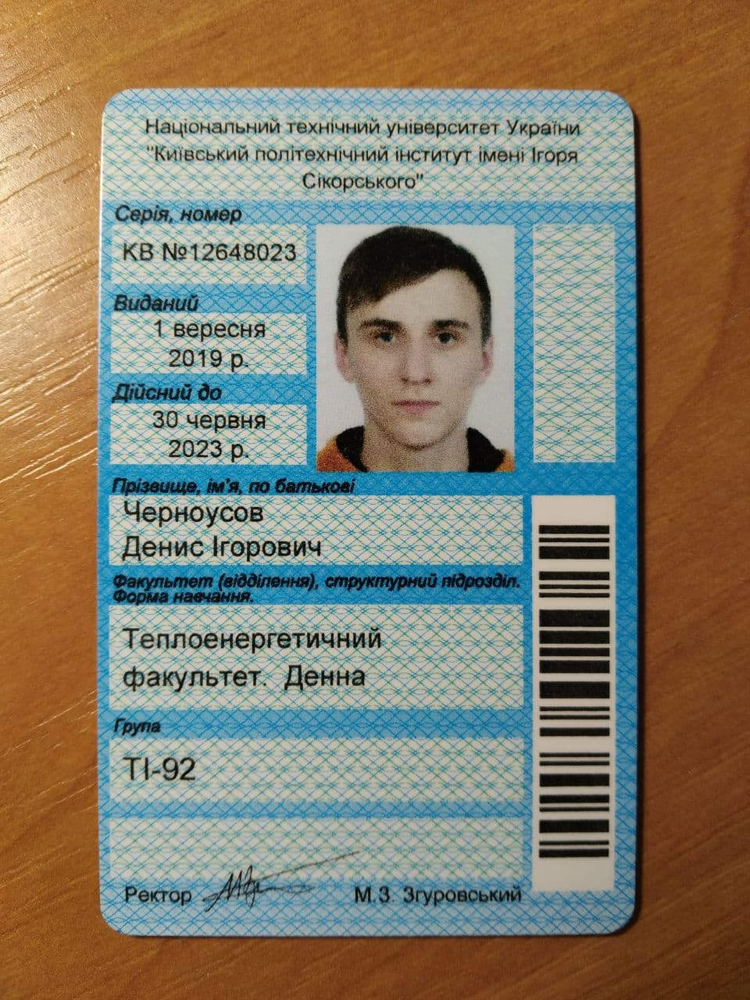 Національний технічний університет України
"Київський політехнічний інститут імені Ігоря
Сікорського"
Серія, номер
КВ №12648023
Виданий
1 вересня
2019 р.
Дійсний до
30 червня
2023 р.
Прізвище, ім'я, по батькові
Черноусов
Денис Ігорович
Факультет (відділення), структурний підрозділ.
Форма навчання.
Теплоенергетичний
факультет. Денна
Група
ТІ-92
Ректор М.З. Згуровський